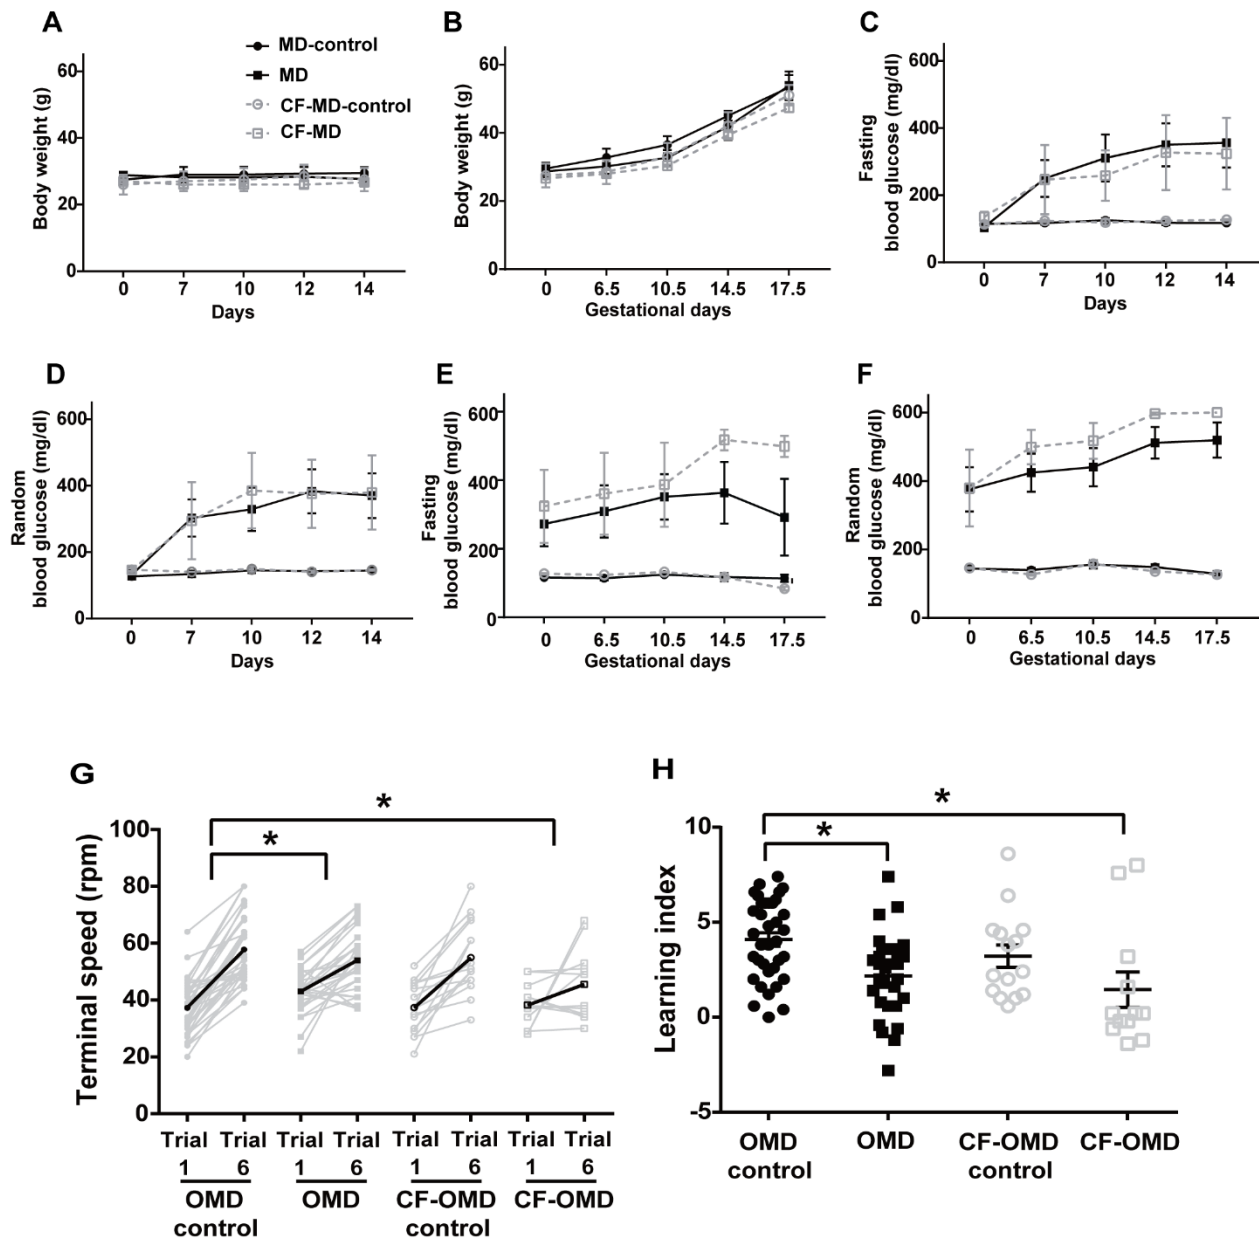 A
MD-control
MD
CF-MD-control
CF-MD
Body weight (g)
60
40
20
0
0 7 10 12 14
Days
B
Body weight (g)
60
40
20
0
0 6.5 10.5 14.5 17.5
Gestational days
C
Fasting
blood glucose (mg/dl)
600
400
200
0
0 7 10 12 14
Days
D
Random
blood glucose (mg/dl)
600
400
200
0
0 7 10 12 14
Days
E
Fasting
blood glucose (mg/dl)
600
400
200
0
0 6.5 10.5 14.5 17.5
Gestational days
F
Random
blood glucose (mg/dl)
600
400
200
0
0 6.5 10.5 14.5 17.5
Gestational days
G
*
*
Terminal speed (rpm)
100
80
60
40
20
0
Trial Trial Trial Trial Trial Trial Trial Trial
1 6 1 6 1 6 1 6
OMD OMD CF-OMD CF-OMD
control control
H
*
*
Learning index
10
5
0
-5
OMD OMD CF-OMD CF-OMD
control control